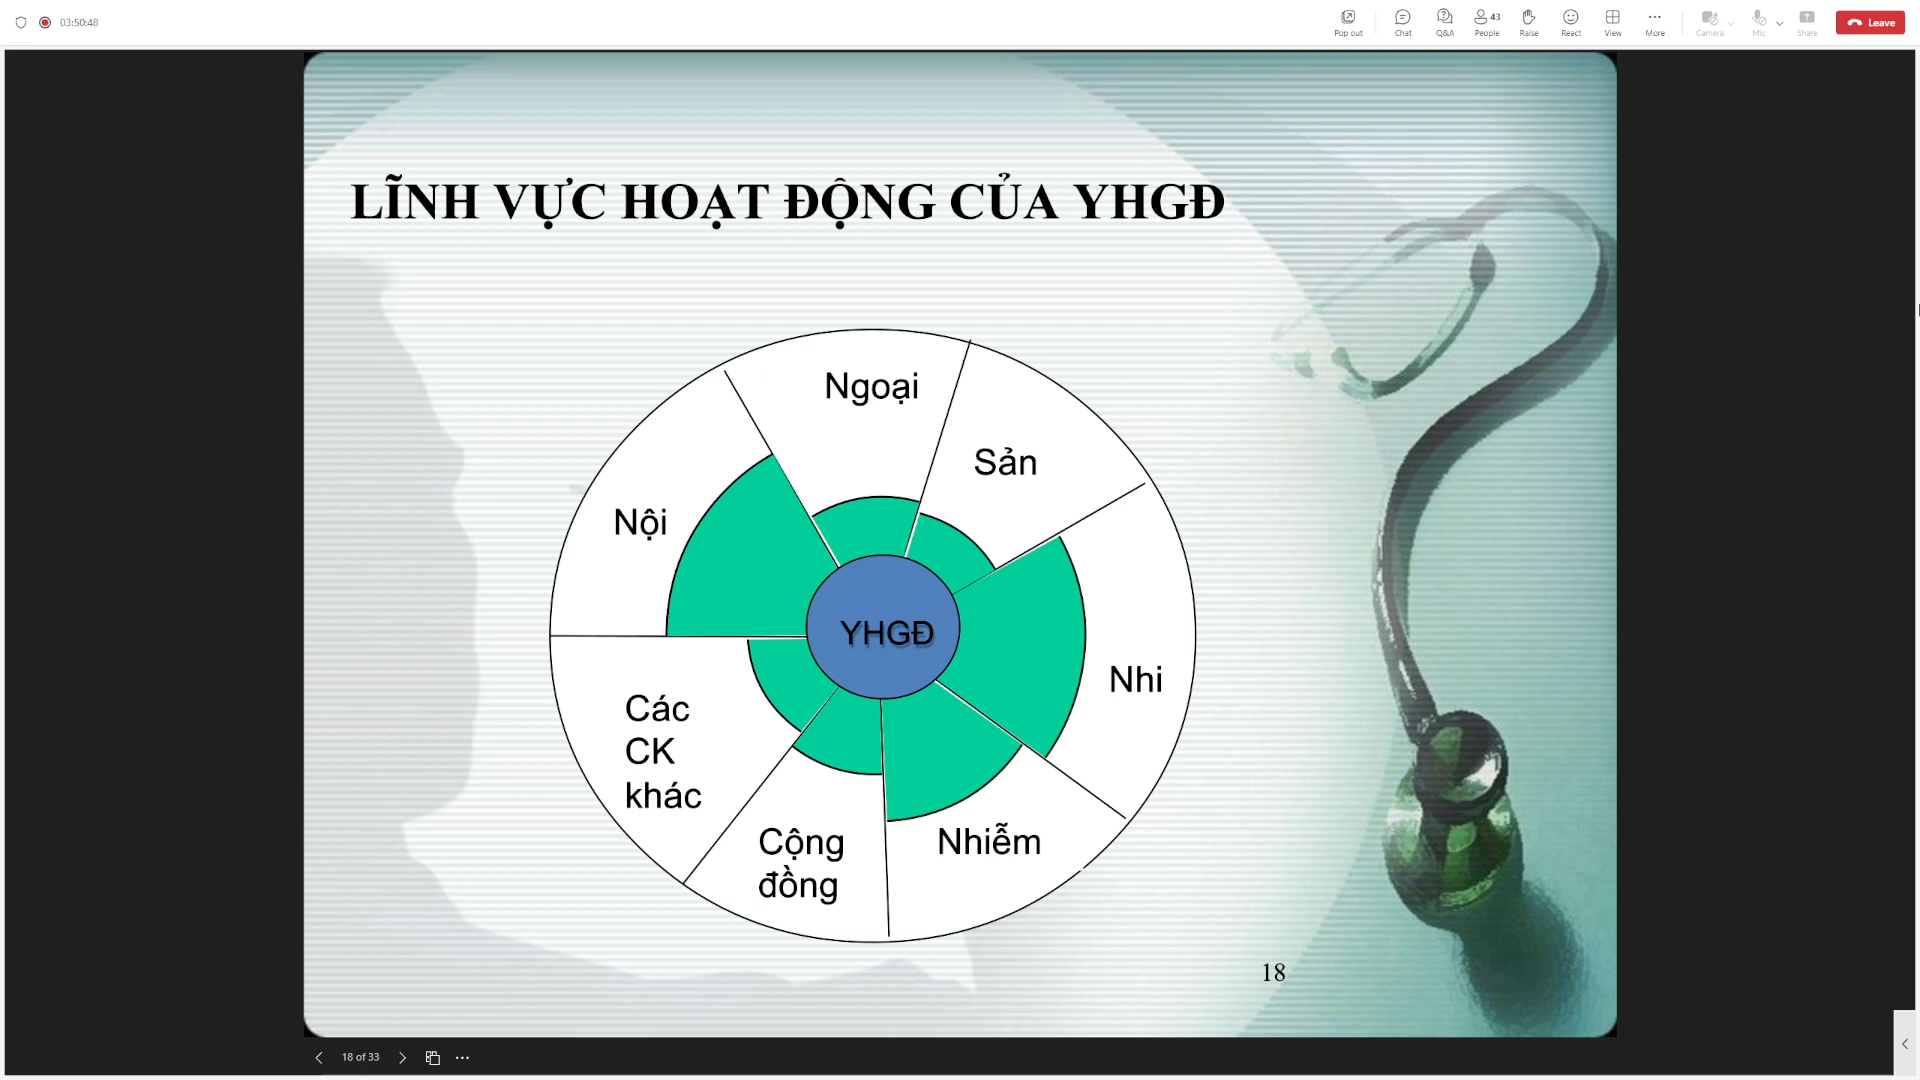 03:50:48
Pop out
Chat
Q&A
43
People
Raise
React
View
More
Camera
Mic
Share
Leave
LĨNH VỰC HOẠT ĐỘNG CỦA YHGĐ
Ngoại
Sản
Nội
YHGĐ
Nhi
Các
CK
khác
Cộng
đồng
Nhiễm
18
18 of 33